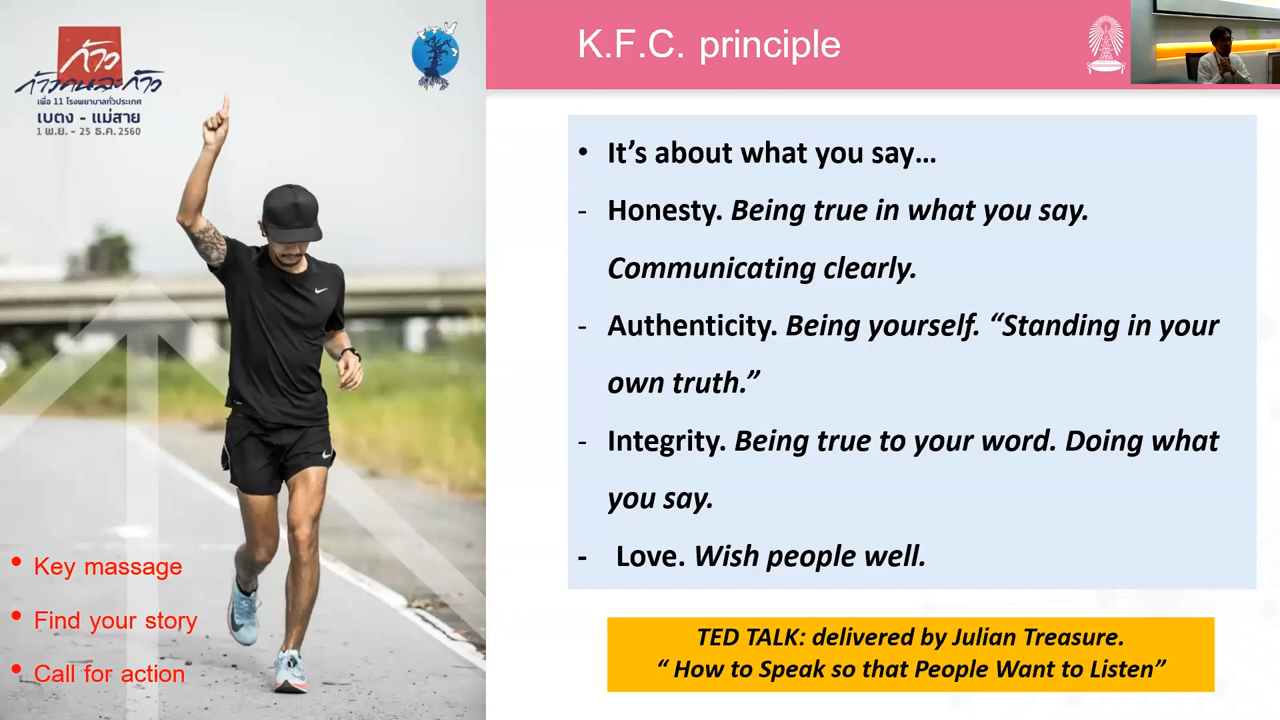 ก้าว
ก้าวคนละก้าว
เพื่อ 11 โรงพยาบาลทั่วประเทศ
เบตง - แม่สาย
1 พ.ย. - 25 ธ.ค. 2560
• Key massage
• Find your story
• Call for action
K.F.C. principle
• It’s about what you say…
- Honesty. Being true in what you say.
Communicating clearly.
- Authenticity. Being yourself. “Standing in your
own truth.”
- Integrity. Being true to your word. Doing what
you say.
- Love. Wish people well.
TED TALK: delivered by Julian Treasure.
“ How to Speak so that People Want to Listen”